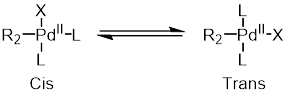 X L
R₂–Pdᴵᴵ–L R₂–Pdᴵᴵ–X
L L
Cis Trans